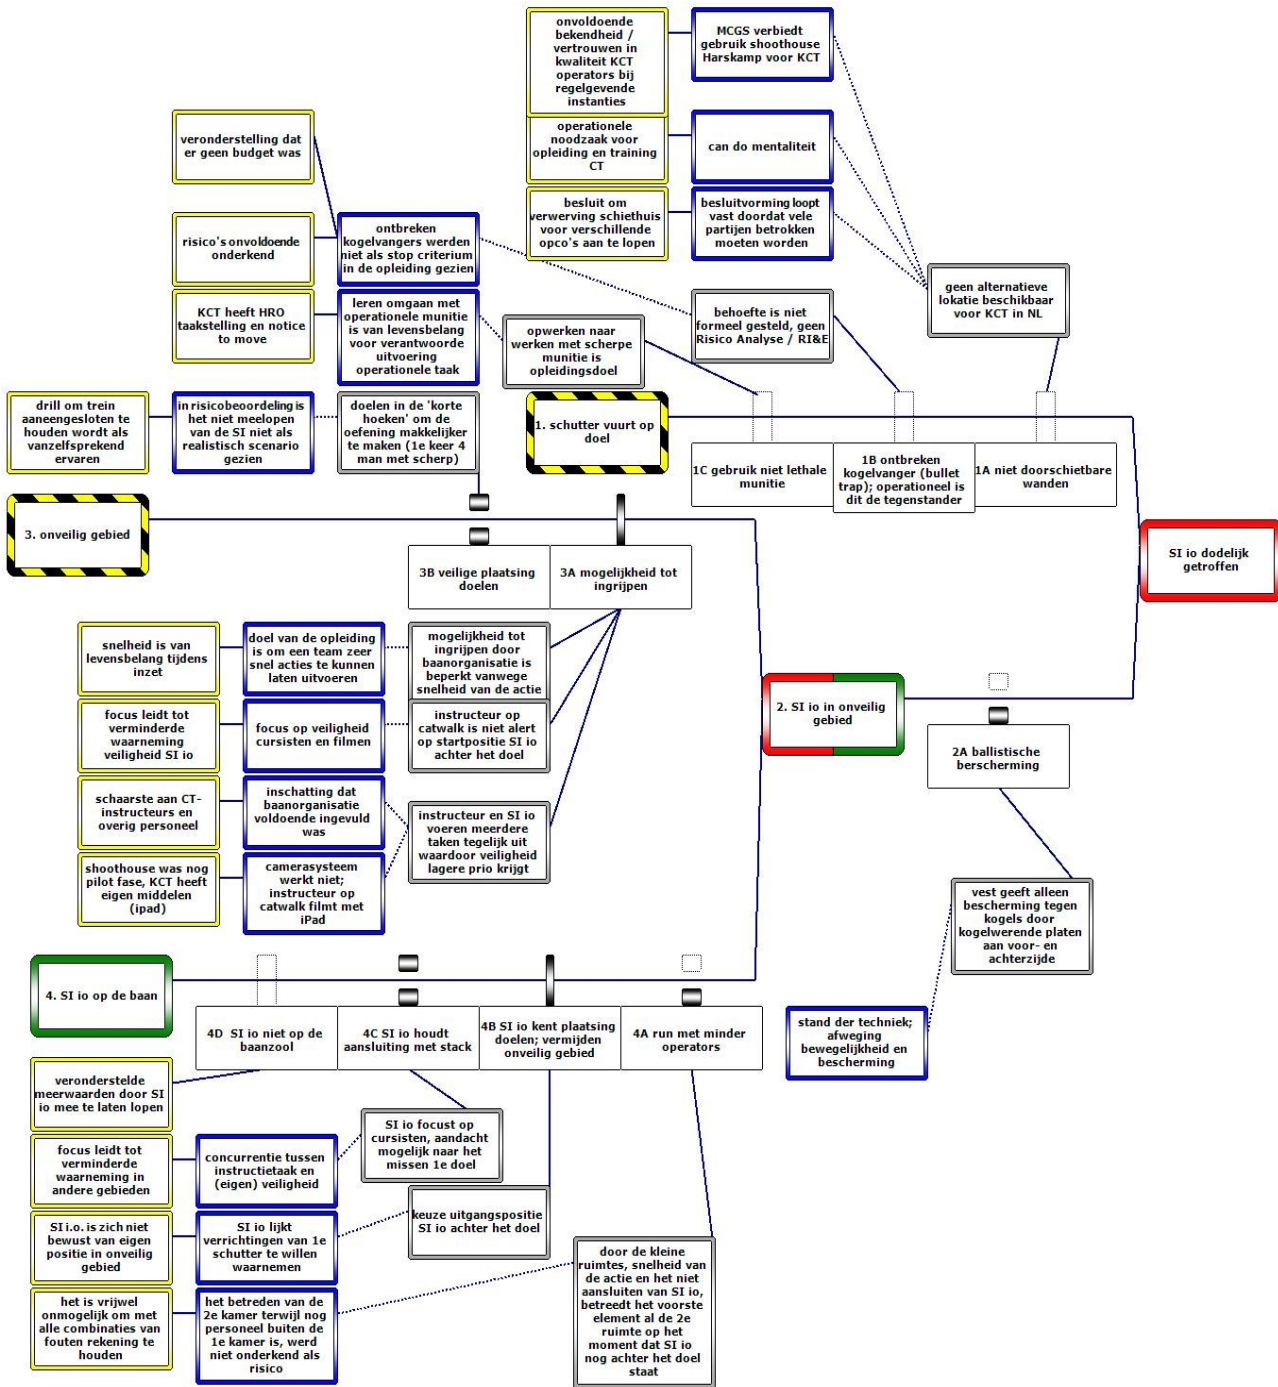 onvoldoende
bekendheid /
vertrouwen in
kwaliteit KCT
operators bij
regelgevende
instanties
MCGS verbiedt
gebruik shoothouse
Harskamp voor KCT
veronderstelling dat
er geen budget was
operationele
noodzaak voor
opleiding en training
CT
can do mentaliteit
besluit om
verwerving schiethuis
voor verschillende
opco's aan te lopen
besluitvorming loopt
vast doordat vele
partijen betrokken
moeten worden
risico's onvoldoende
onderkend
ontbreken
kogelvangers werden
niet als stop criterium
in de opleiding gezien
geen alternatieve
lokatie beschikbaar
voor KCT in NL
KCT heeft HRO
taakstelling en notice
to move
leren omgaan met
operationele munitie
is van levensbelang
voor verantwoorde
uitvoering
operationele taak
opwerken naar
werken met scherpe
munitie is
opleidingsdoel
behoefte is niet
formeel gesteld, geen
Risico Analyse / RI&E
drill om trein
aaneengesloten te
houden wordt als
vanzelfsprekend
ervaren
in risicobeoordeling is
het niet meelopen
van de SI niet als
realistisch scenario
gezien
doelen in de 'korte
hoeken' om de
oefening makkelijker
te maken (1e keer 4
man met scherp)
1. schutter vuurt op
doel
1C gebruik niet lethale
munitie
1B ontbreken
kogelvanger (bullet
trap); operationeel is
dit de tegenstander
1A niet doorschietbare
wanden
3. onveilig gebied
3B veilige plaatsing
doelen
3A mogelijkheid tot
ingrijpen
SI io dodelijk
getroffen
snelheid is van
levensbelang tijdens
inzet
doel van de opleiding
is om een team zeer
snel acties te kunnen
laten uitvoeren
mogelijkheid tot
ingrijpen door
baanorganisatie is
beperkt vanwege
snelheid van de actie
focus leidt tot
verminderde
waarneming
veiligheid SI io
focus op veiligheid
cursisten en filmen
instructeur op
catwalk is niet alert
op startpositie SI io
achter het doel
2. SI io in onveilig
gebied
2A ballistische
berscherming
schaarste aan CT-
instructeurs en
overig personeel
inschatting dat
baanorganisatie
voldoende ingevuld
was
instructeur en SI io
voeren meerdere
taken tegelijk uit
waardoor veiligheid
lagere prio krijgt
shoothouse was nog
pilot fase, KCT heeft
eigen middelen
(ipad)
camerasysteem
werkt niet;
instructeur op
catwalk filmt met
iPad
vest geeft alleen
bescherming tegen
kogels door
kogelwerende platen
aan voor- en
achterzijde
4. SI io op de baan
4D SI io niet op de
baanzool
4C SI io houdt
aansluiting met stack
4B SI io kent plaatsing
doelen; vermijden
onveilig gebied
4A run met minder
operators
stand der techniek;
afweging
bewegelijkheid en
bescherming
veronderstelde
meerwaarden door SI
io mee te laten lopen
focus leidt tot
verminderde
waarneming in
andere gebieden
concurrentie tussen
instructietaak en
(eigen) veiligheid
SI io focust op
cursisten, aandacht
mogelijk naar het
missen 1e doel
SI i.o. is zich niet
bewust van eigen
positie in onveilig
gebied
SI io lijkt
verrichtingen van 1e
schutter te willen
waarnemen
keuze uitgangspositie
SI io achter het doel
het is vrijwel
onmogelijk om met
alle combinaties van
fouten rekening te
houden
het betreden van de
2e kamer terwijl nog
personeel buiten de
1e kamer is, werd
niet onderkend als
risico
door de kleine
ruimtes, snelheid van
de actie en het niet
aansluiten van SI io,
betreedt het voorste
element al de 2e
ruimte op het
moment dat SI io
nog achter het doel
staat